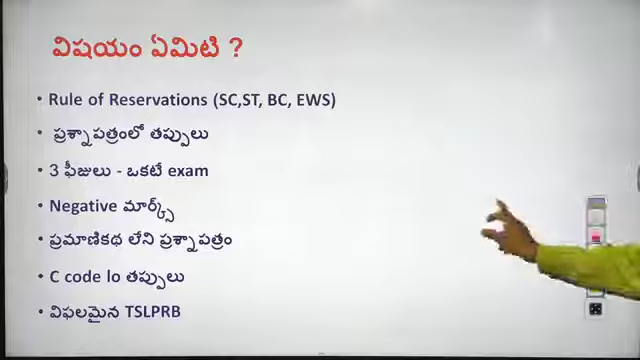 విషయం ఏమిటి ?
• Rule of Reservations (SC,ST, BC, EWS)
• ప్రశ్నాపత్రంలో తప్పులు
• 3 ఫీజులు - ఒకటే exam
• Negative మార్క్స్
• ప్రమాణికథ లేని ప్రశ్నాపత్రం
• C code lo తప్పులు
• విఫలమైన TSLPRB